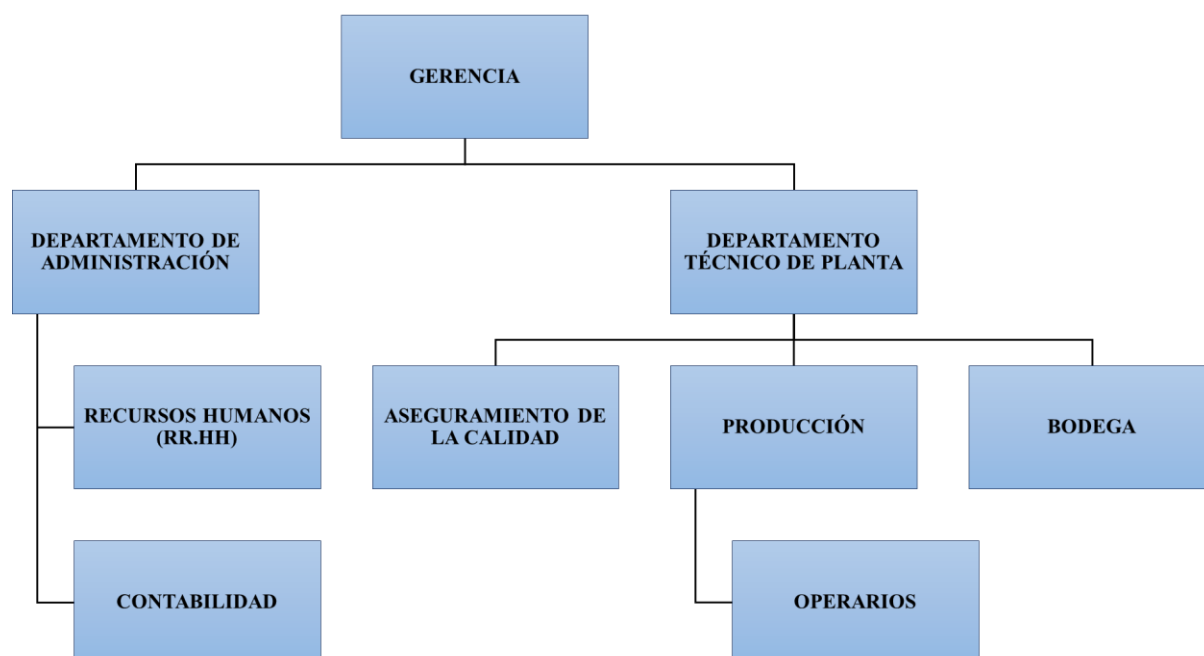 GERENCIA
DEPARTAMENTO DE
ADMINISTRACIÓN
DEPARTAMENTO
TÉCNICO DE PLANTA
RECURSOS HUMANOS
(RR.HH)
ASEGURAMIENTO DE
LA CALIDAD
PRODUCCIÓN
BODEGA
CONTABILIDAD
OPERARIOS